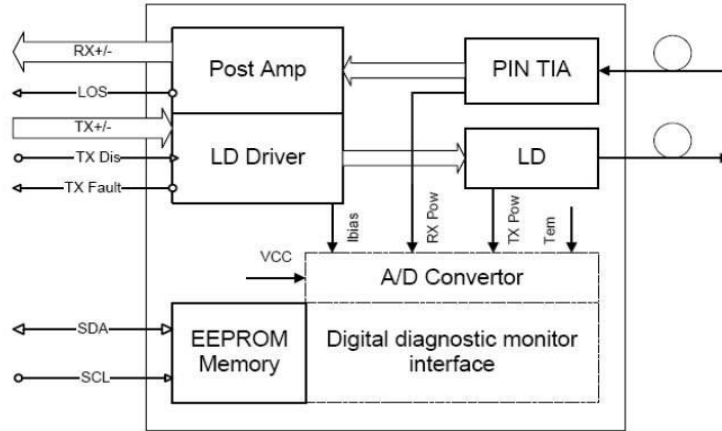 RX+/-
Post Amp
PIN TIA
LOS
TX+/-
LD Driver
LD
TX Dis
TX Fault
Ibias
RX Pow
TX Pow
Tem
VCC
A/D Convertor
SDA
EEPROM
Memory
Digital diagnostic monitor
interface
SCL